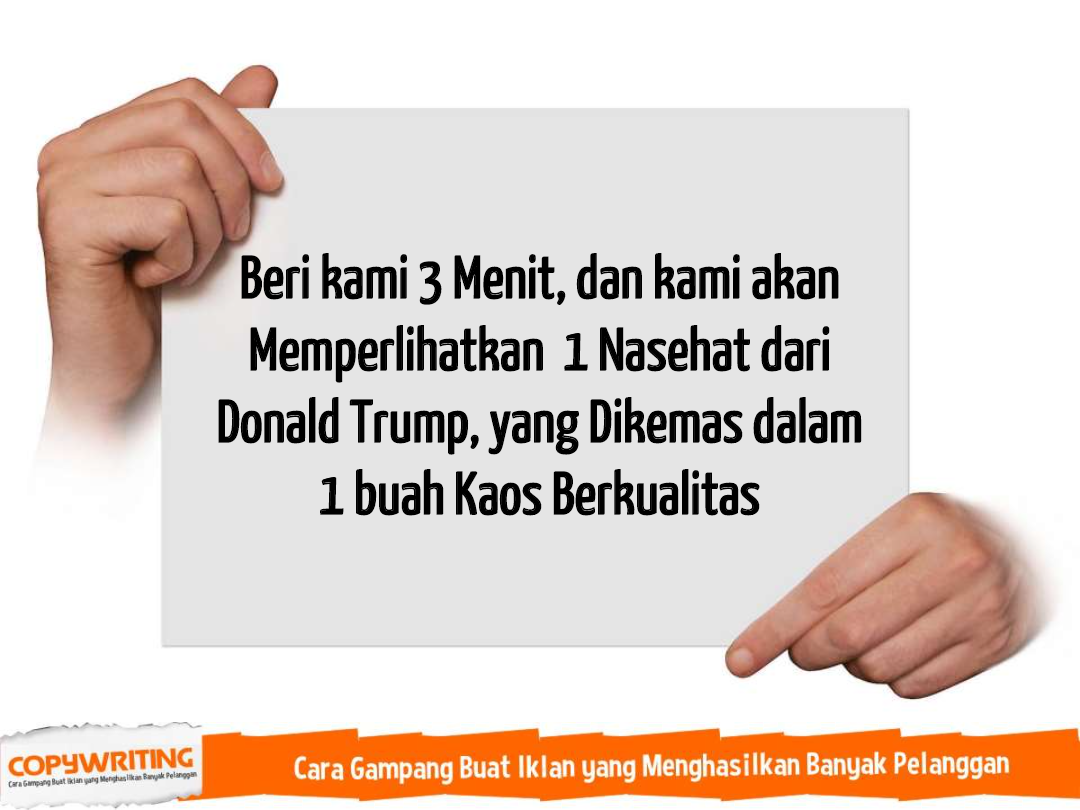 Beri kami 3 Menit, dan kami akan
Memperlihatkan 1 Nasehat dari
Donald Trump, yang Dikemas dalam
1 buah Kaos Berkualitas
COPYWRITING
Cara Gampang Buat Iklan yang Menghasilkan Banyak Pelanggan
Cara Gampang Buat Iklan yang Menghasilkan Banyak Pelanggan